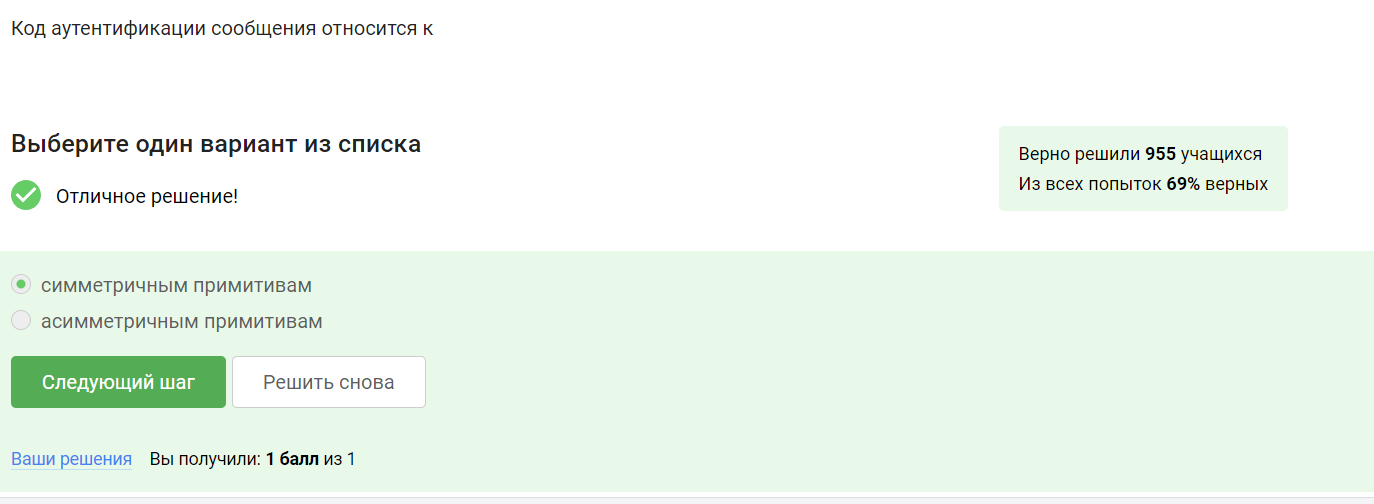 Код аутентификации сообщения относится к
Выберите один вариант из списка
Отличное решение!
Верно решили 955 учащихся
Из всех попыток 69% верных
симметричным примитивам
асимметричным примитивам
Следующий шаг
Решить снова
Ваши решения Вы получили: 1 балл из 1